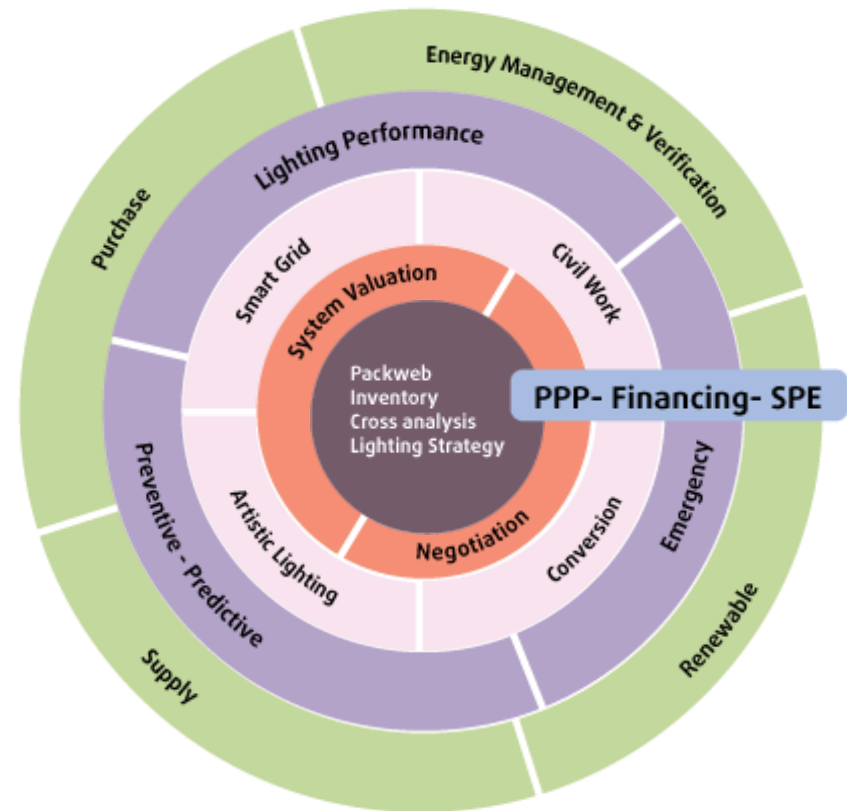 Energy Management & Verification
Purchase
Lighting Performance
Smart Grid
Civil Work
System Valuation
Packweb
Inventory
Cross analysis
Lighting Strategy
PPP- Financing- SPE
Preventive - Predictive
Artistic Lighting
Negotiation
Conversion
Emergency
Supply
Renewable